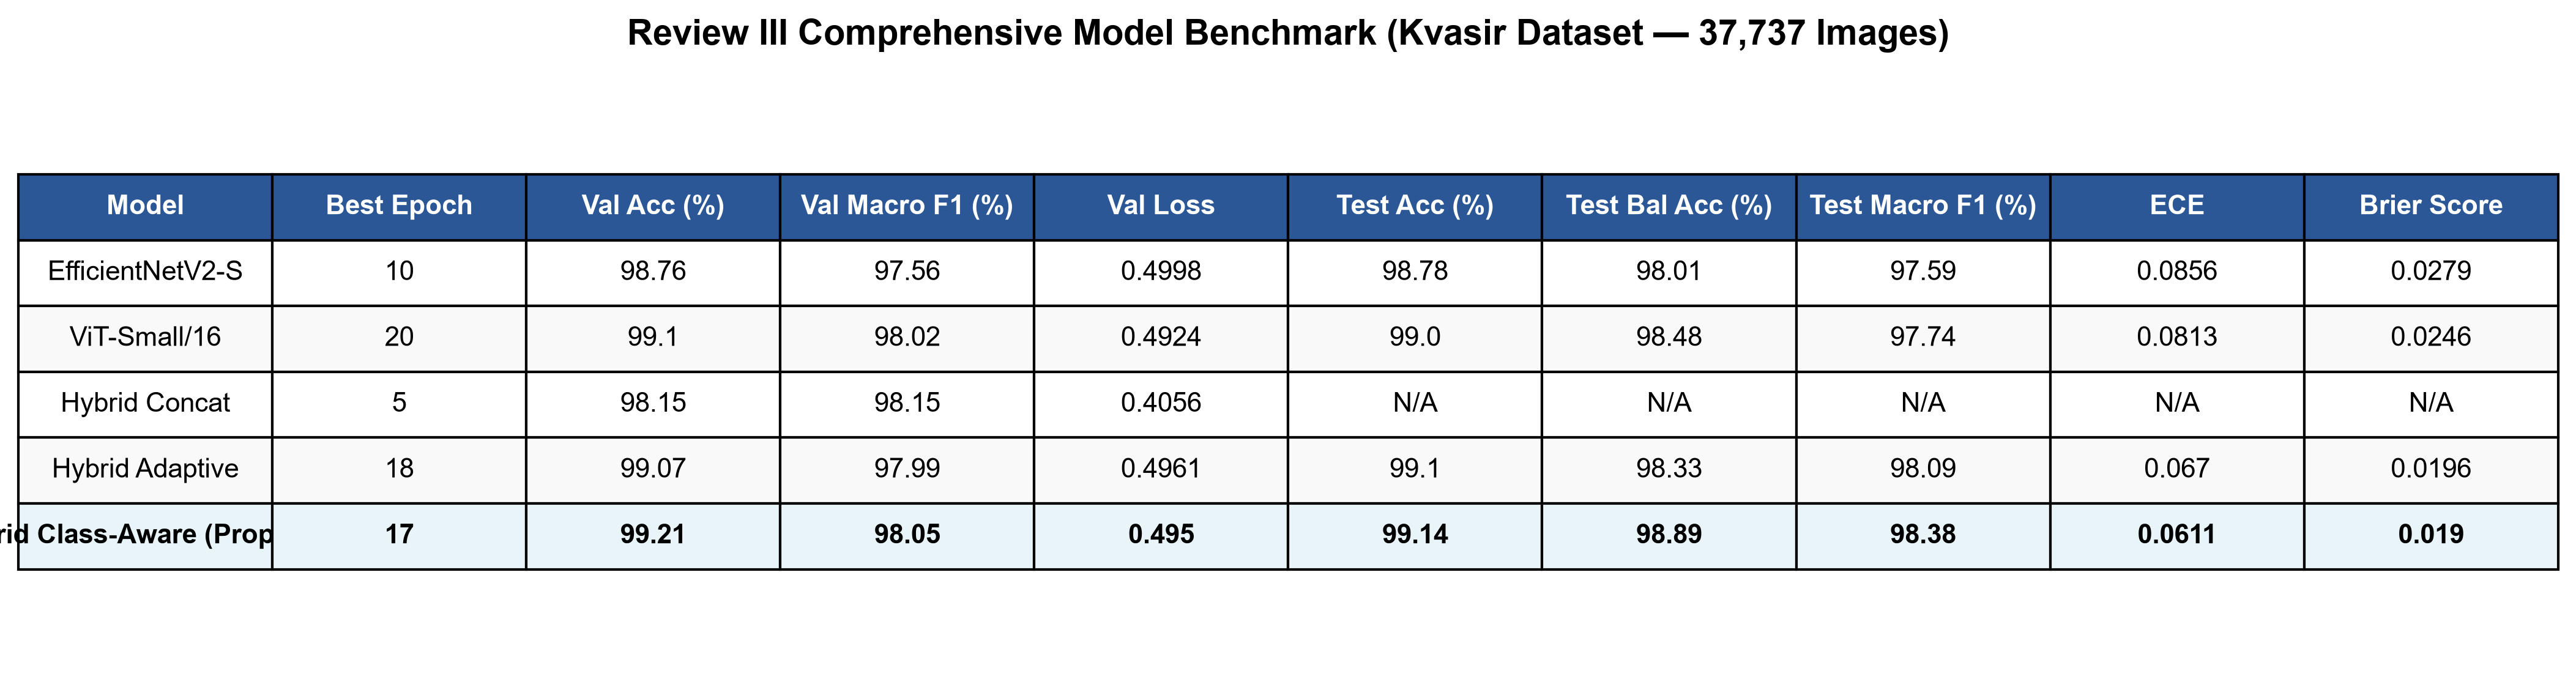 Review III Comprehensive Model Benchmark (Kvasir Dataset — 37,737 Images)
Model Best Epoch Val Acc (%) Val Macro F1 (%) Val Loss Test Acc (%) Test Bal Acc (%) Test Macro F1 (%) ECE Brier Score
EfficientNetV2-S 10 98.76 97.56 0.4998 98.78 98.01 97.59 0.0856 0.0279
ViT-Small/16 20 99.1 98.02 0.4924 99.0 98.48 97.74 0.0813 0.0246
Hybrid Concat 5 98.15 98.15 0.4056 N/A N/A N/A N/A N/A
Hybrid Adaptive 18 99.07 97.99 0.4961 99.1 98.33 98.09 0.067 0.0196
rid Class-Aware (Prop 17 99.21 98.05 0.495 99.14 98.89 98.38 0.0611 0.019